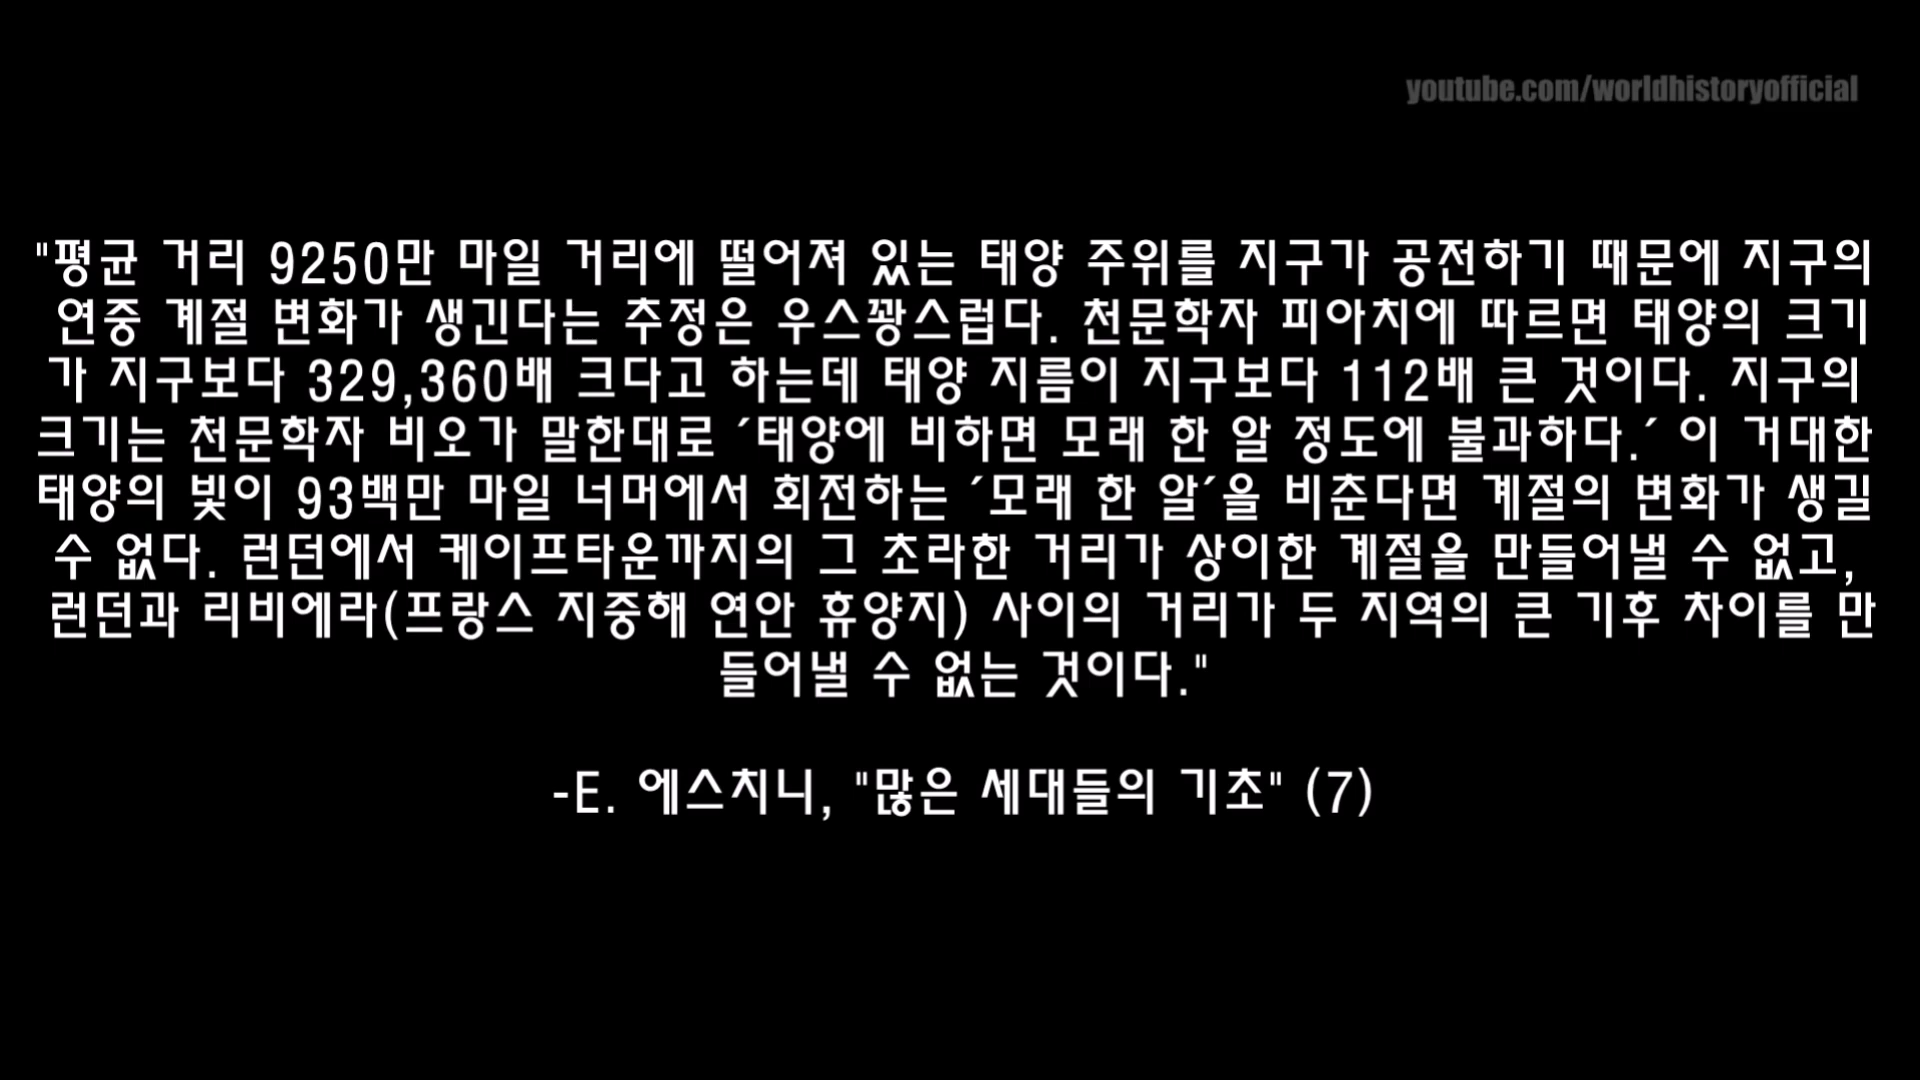 youtube.com/worldhistoryofficial
"평균 거리 9250만 마일 거리에 떨어져 있는 태양 주위를 지구가 공전하기 때문에 지구의
연중 계절 변화가 생긴다는 추정은 우스꽝스럽다. 천문학자 피아치에 따르면 태양의 크기
가 지구보다 329,360배 크다고 하는데 태양 지름이 지구보다 112배 큰 것이다. 지구의
크기는 천문학자 비오가 말한대로 ´태양에 비하면 모래 한 알 정도에 불과하다.´ 이 거대한
태양의 빛이 93백만 마일 너머에서 회전하는 ´모래 한 알´을 비춘다면 계절의 변화가 생길
수 없다. 런던에서 케이프타운까지의 그 초라한 거리가 상이한 계절을 만들어낼 수 없고,
런던과 리비에라(프랑스 지중해 연안 휴양지) 사이의 거리가 두 지역의 큰 기후 차이를 만
들어낼 수 없는 것이다."
-E. 에스치니, "많은 세대들의 기초" (7)